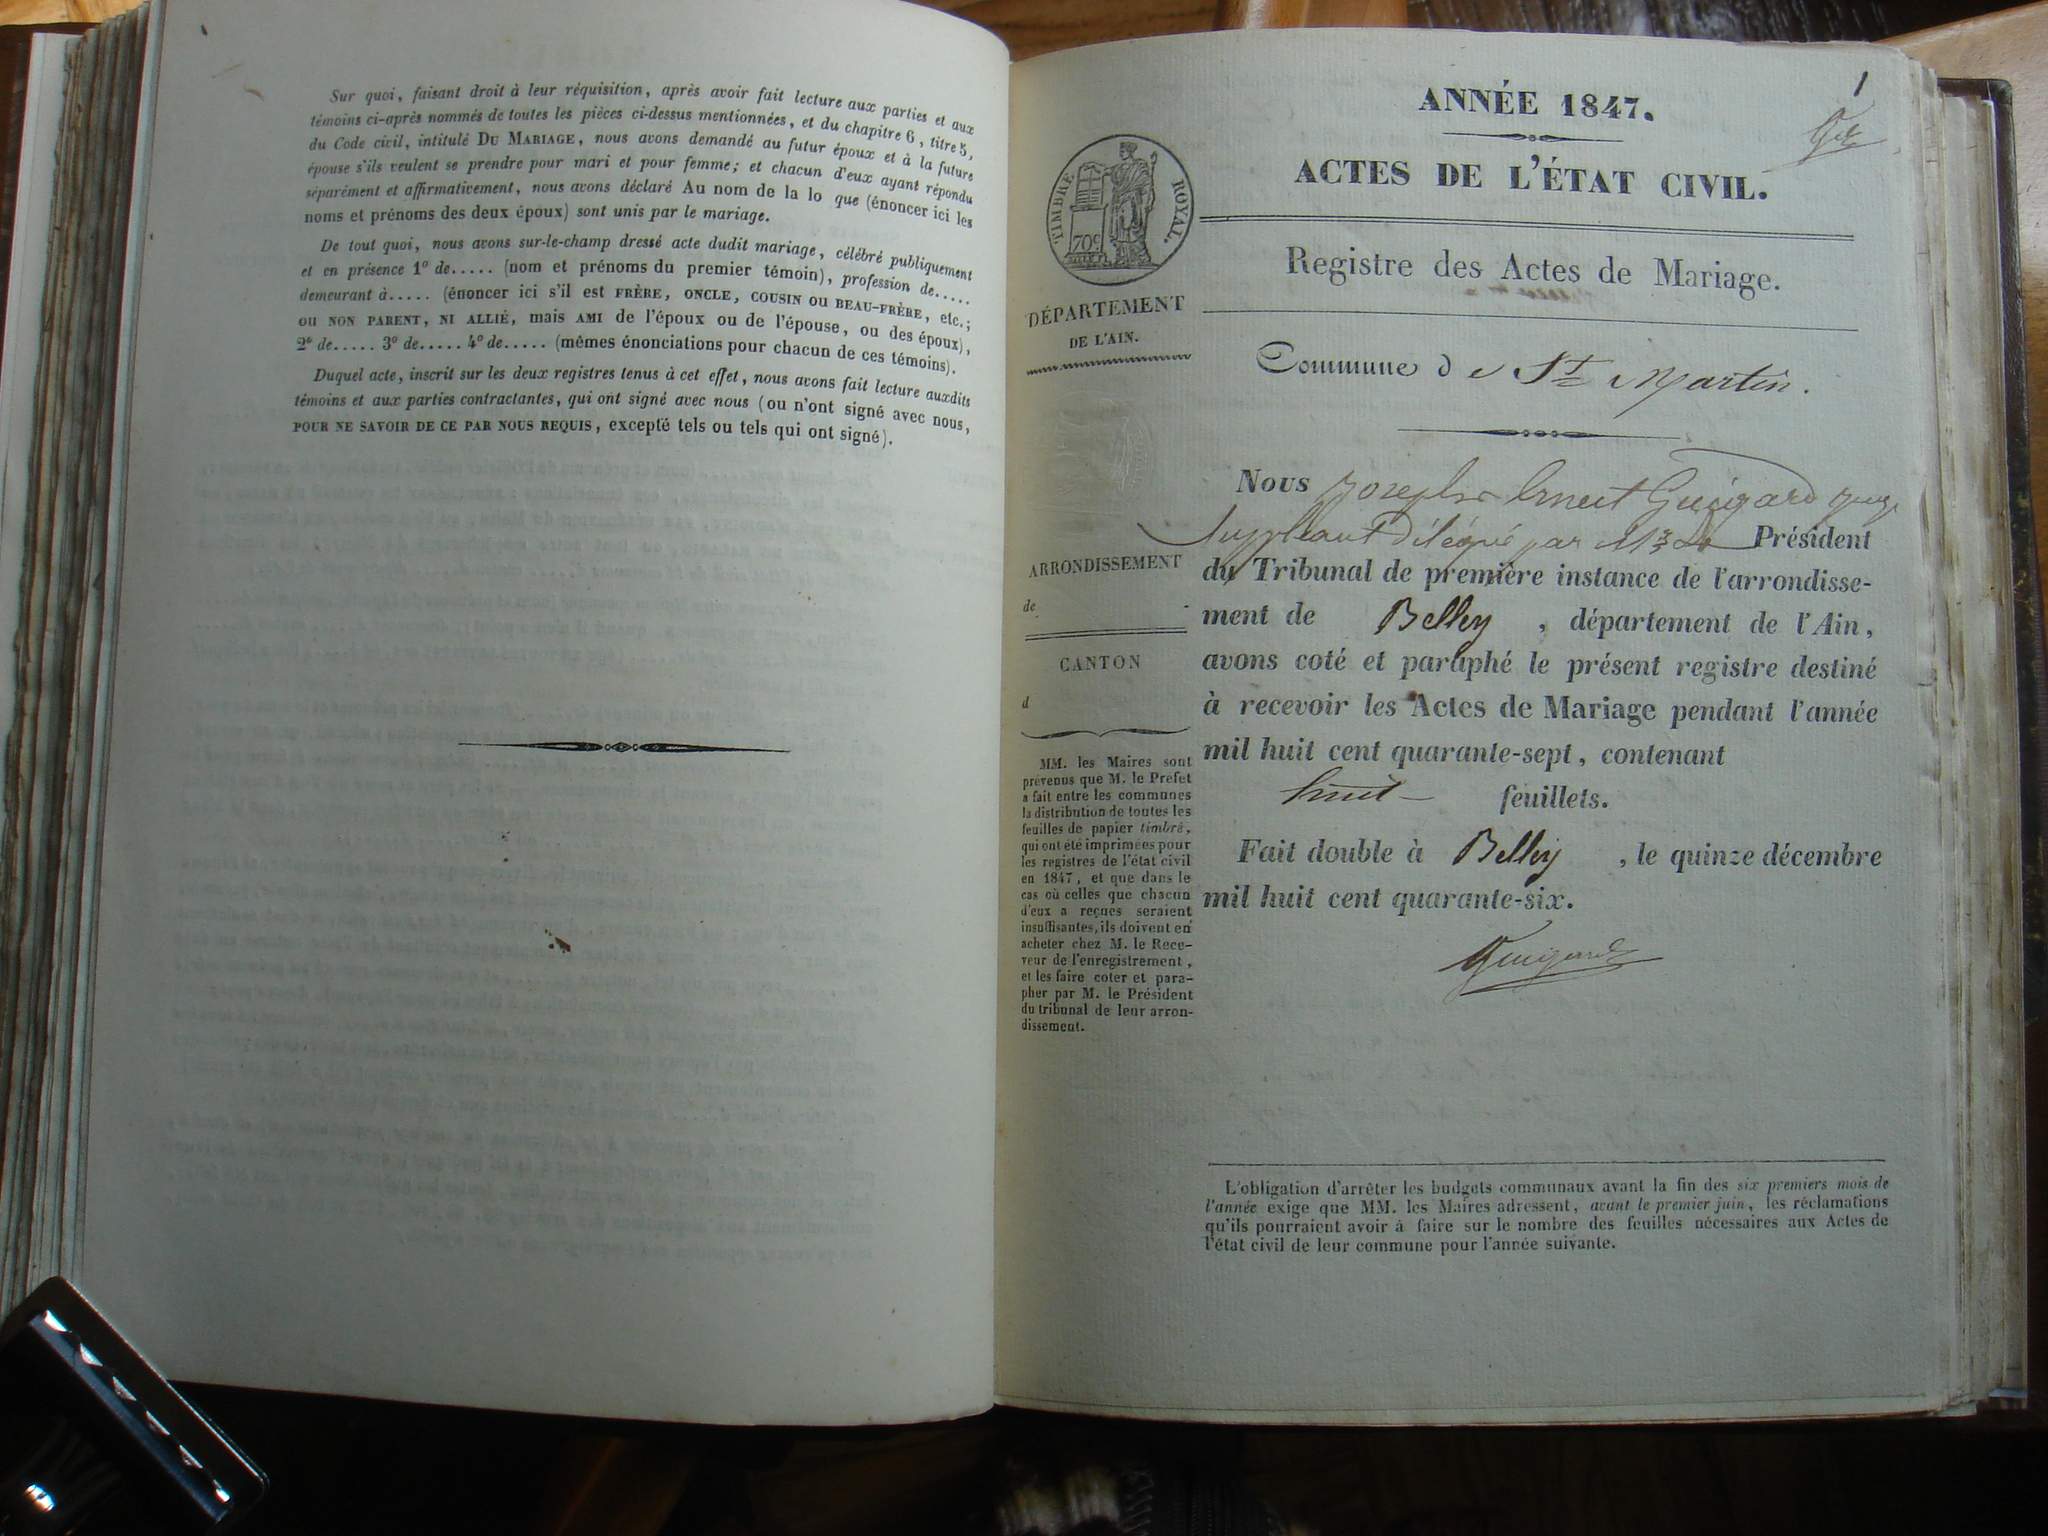 Sur quoi, faisant droit à leur réquisition, après avoir fait lecture aux parties et aux
témoins ci-après nommés de toutes les pièces ci-dessus mentionnées, et du chapitre 6, titre 5,
du Code civil, intitulé DU MARIAGE, nous avons demandé au futur époux et à la future
épouse s'ils veulent se prendre pour mari et pour femme; et chacun d'eux ayant répondu
séparément et affirmativement, nous avons déclaré Au nom de la lo que (énoncer ici les
noms et prénoms des deux époux) sont unis par le mariage.
De tout quoi, nous avons sur-le-champ dressé acte dudit mariage, célébré publiquement
et en présence 1º de..... (nom et prénoms du premier témoin), profession de.....
demeurant à..... (énoncer ici s'il est FRÈRE, ONCLE, COUSIN OU BEAU-FRÈRE, etc.;
OU NON PARENT, NI ALLIÉ, mais AMI de l'époux ou de l'épouse, ou des époux),
2º de..... 3º de..... 4º de..... (mêmes énonciations pour chacun de ces témoins).
Duquel acte, inscrit sur les deux registres tenus à cet effet, nous avons fait lecture auxdits
témoins et aux parties contractantes, qui ont signé avec nous (ou n'ont signé avec nous,
POUR NE SAVOIR DE CE PAR NOUS REQUIS, excepté tels ou tels qui ont signé).
1
ANNÉE 1847.
ACTES DE L'ÉTAT CIVIL.
TIMBRE ROYAL.
70c
Registre des Actes de Mariage.
DÉPARTEMENT
DE L'AIN.
Commune de St Martin.
Nous Joseph Ernest Guigard juge
suppléant délégué par Mr le Président
du Tribunal de première instance de l'arrondisse-
ment de Belley, département de l'Ain,
avons coté et paraphé le présent registre destiné
à recevoir les Actes de Mariage pendant l'année
mil huit cent quarante-sept, contenant
huit feuillets.
Fait double à Belley, le quinze décembre
mil huit cent quarante-six.
Guigard
ARRONDISSEMENT
de
CANTON
d
MM. les Maires sont
prévenus que M. le Préfet
a fait entre les communes
la distribution de toutes les
feuilles de papier timbré,
qui ont été imprimées pour
les registres de l'état civil
en 1847, et que dans le
cas où celles que chacun
d'eux a reçues seraient
insuffisantes, ils doivent en
acheter chez M. le Rece-
veur de l'enregistrement,
et les faire coter et para-
pher par M. le Président
du tribunal de leur arron-
dissement.
L'obligation d'arrêter les budgets communaux avant la fin des six premiers mois de
l'année exige que MM. les Maires adressent, avant le premier juin, les réclamations
qu'ils pourraient avoir à faire sur le nombre des feuilles nécessaires aux Actes de
l'état civil de leur commune pour l'année suivante.